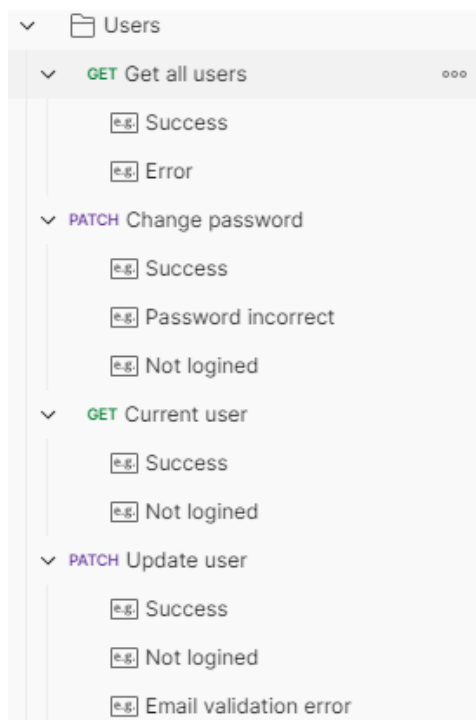 Users
GET Get all users
e.g. Success
e.g. Error
PATCH Change password
e.g. Success
e.g. Password incorrect
e.g. Not logined
GET Current user
e.g. Success
e.g. Not logined
PATCH Update user
e.g. Success
e.g. Not logined
e.g. Email validation error